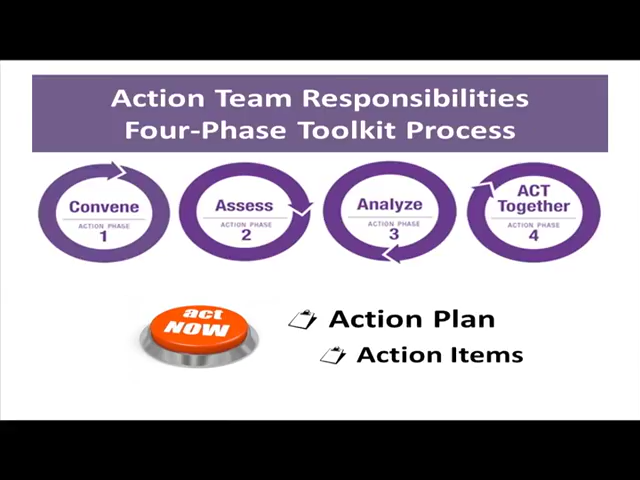 Action Team Responsibilities
Four-Phase Toolkit Process
Convene
ACTION PHASE
1
Assess
ACTION PHASE
2
Analyze
ACTION PHASE
3
ACT
Together
ACTION PHASE
4
act
NOW
Action Plan
Action Items